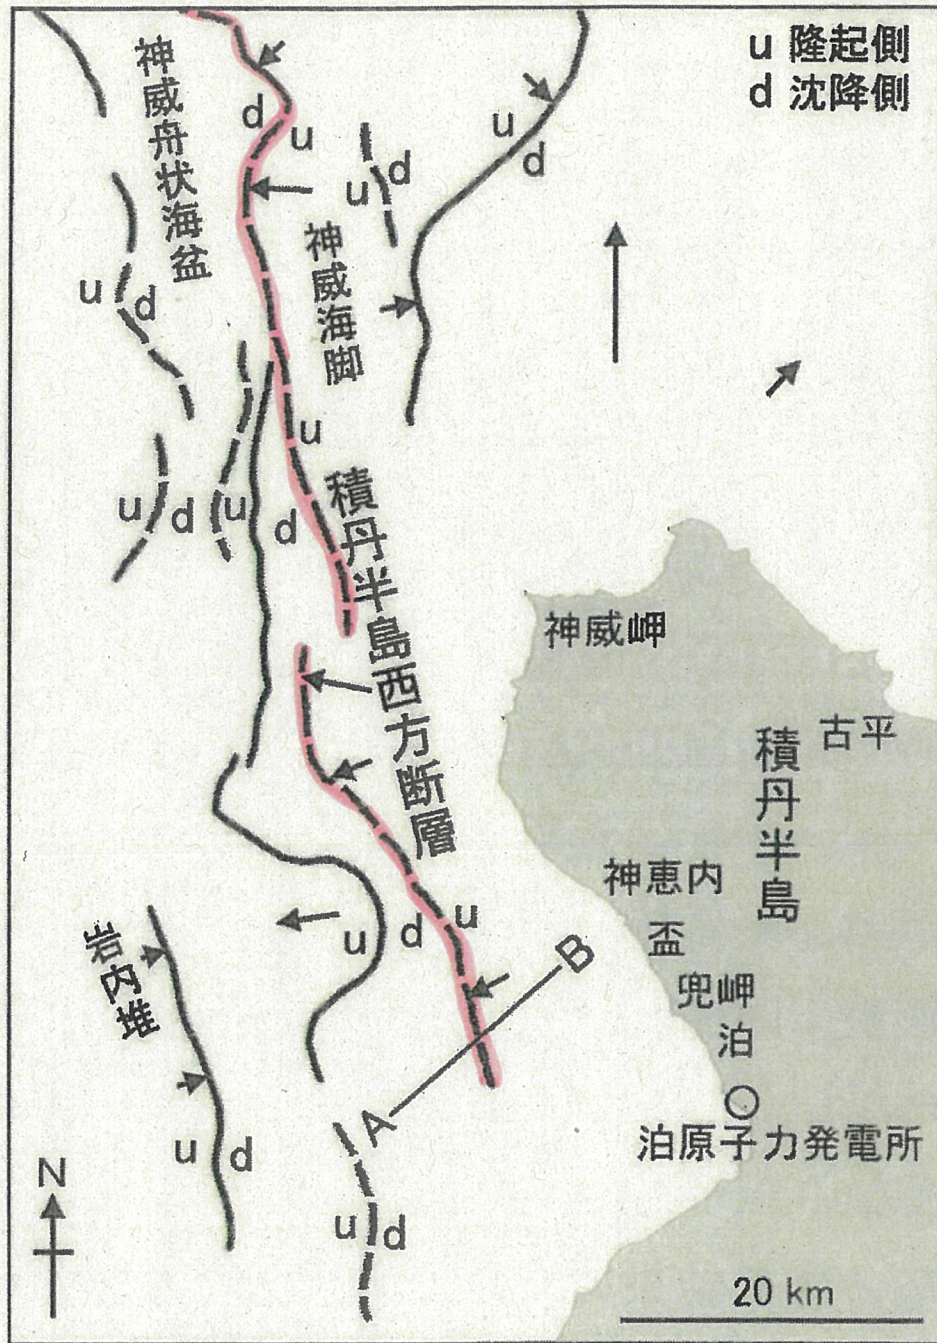 u 隆起側
d 沈降側
神威舟状海盆
d
u
u
d
u
d
神威海脚
u
d
u
d
u
d
u
積丹半島西方断層
神威岬
古平
積丹半島
神恵内
盃
兜岬
泊
泊原子力発電所
u
d
u
B
A
岩内堆
u
d
u
d
N
20 km